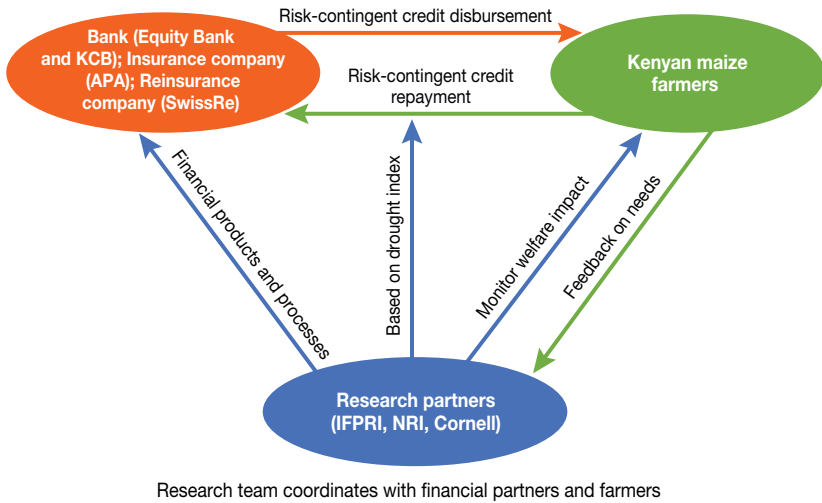 Risk-contingent credit disbursement
Bank (Equity Bank
and KCB); Insurance company
(APA); Reinsurance
company (SwissRe)
Kenyan maize
farmers
Risk-contingent credit
repayment
Financial products and processes
Based on drought index
Monitor welfare impact
Feedback on needs
Research partners
(IFPRI, NRI, Cornell)
Research team coordinates with financial partners and farmers